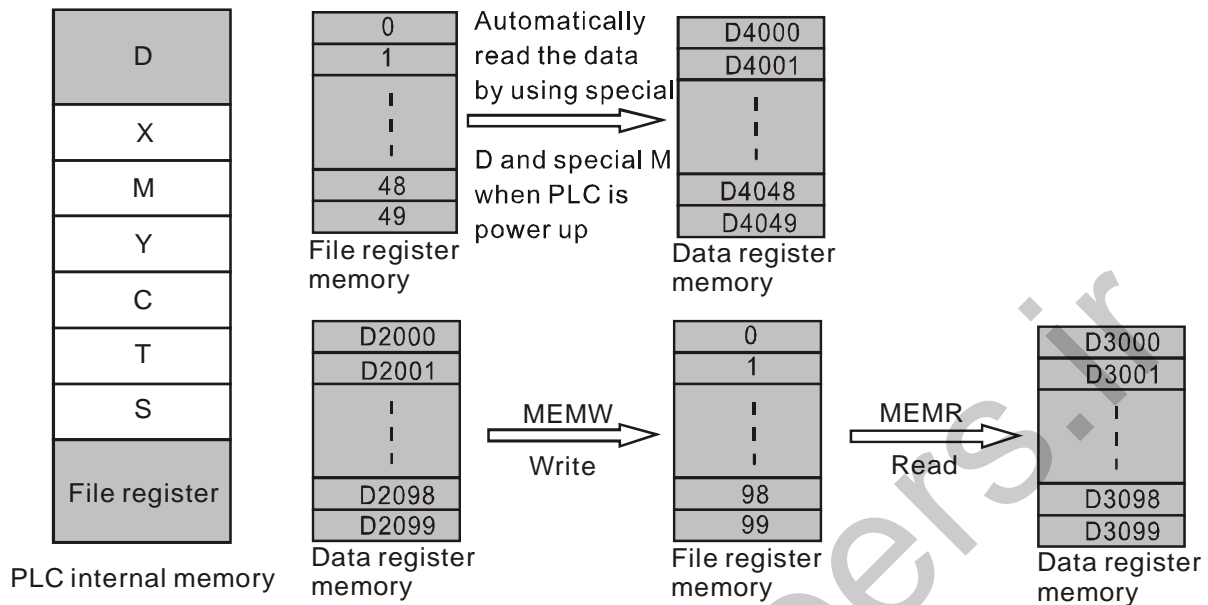 D
X
M
Y
C
T
S
File register
PLC internal memory
0
1
48
49
File register
memory
Automatically
read the data
by using special
D and special M
when PLC is
power up
D4000
D4001
D4048
D4049
Data register
memory
D2000
D2001
D2098
D2099
Data register
memory
MEMW
Write
0
1
98
99
File register
memory
MEMR
Read
D3000
D3001
D3098
D3099
Data register
memory
ers.ir